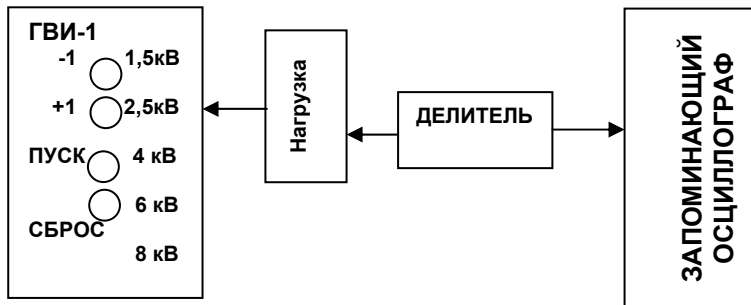 ГВИ-1
-1 1,5кВ
+1 2,5кВ
ПУСК 4 кВ
6 кВ
СБРОС
8 кВ
Нагрузка
ДЕЛИТЕЛЬ
ЗАПОМИНАЮЩИЙ
ОСЦИЛЛОГРАФ